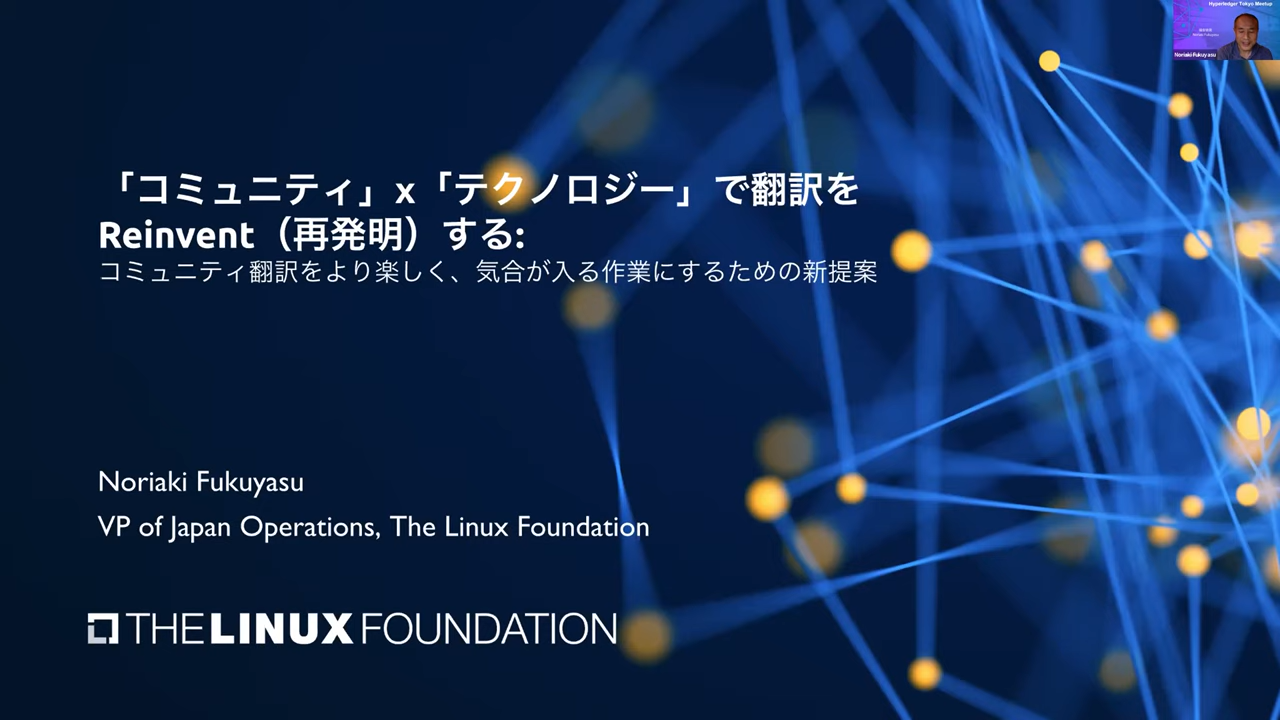 Hyperledger Tokyo Meetup
Noriaki Fukuyasu
「コミュニティ」x「テクノロジー」で翻訳を
Reinvent（再発明）する:
コミュニティ翻訳をより楽しく、気合が入る作業にするための新提案
Noriaki Fukuyasu
VP of Japan Operations, The Linux Foundation
THE LINUX FOUNDATION